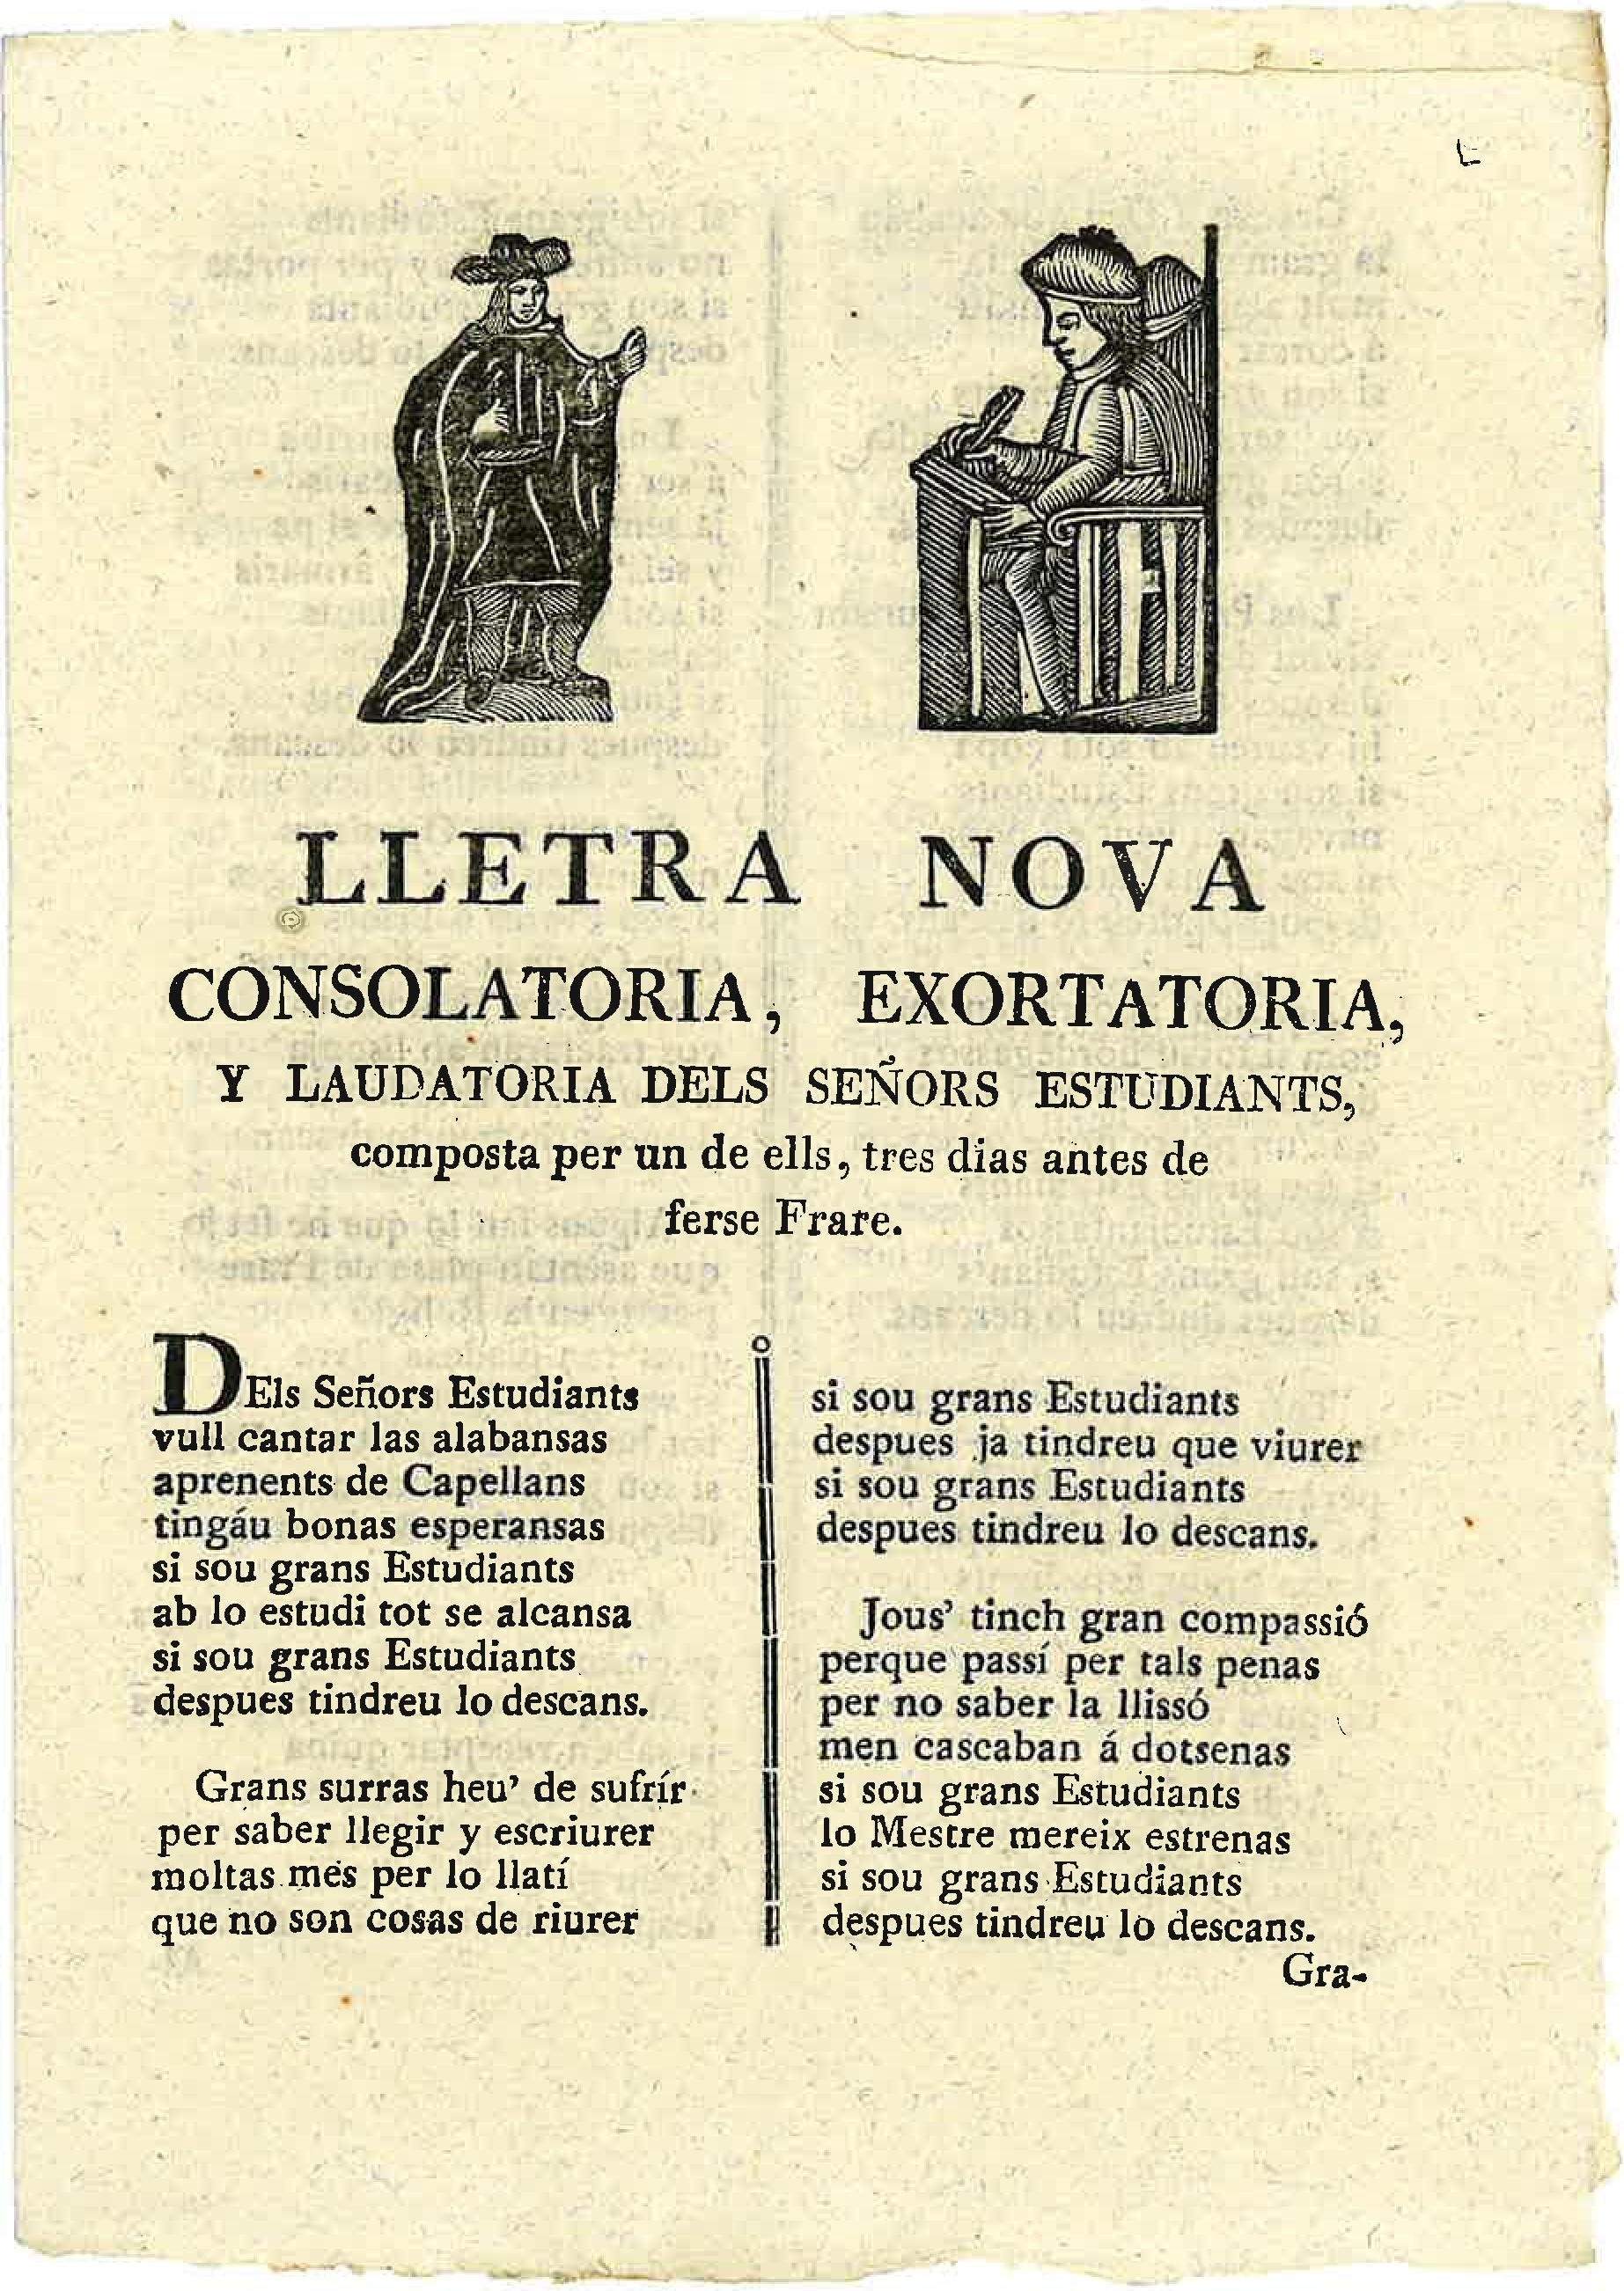 LLETRA NOVA
CONSOLATORIA, EXORTATORIA,
Y LAUDATORIA DELS SEÑORS ESTUDIANTS,
composta per un de ells, tres dias antes de
ferse Frare.
DEls Señors Estudiants
vull cantar las alabansas
aprenents de Capellans
tingáu bonas esperansas
si sou grans Estudiants
ab lo estudi tot se alcansa
si sou grans Estudiants
despues tindreu lo descans.
Grans surras heu' de sufrír
per saber llegir y escriurer
moltas més per lo llatí
que no son cosas de riurer
si sou grans Estudiants
despues ja tindreu que viurer
si sou grans Estudiants
despues tindreu lo descans.
Jous' tinch gran compassió
perque passí per tals penas
per no saber la llissó
men cascaban á dotsenas
si sou grans Estudiants
lo Mestre mereix estrenas
si sou grans Estudiants
despues tindreu lo descans.
Gra-